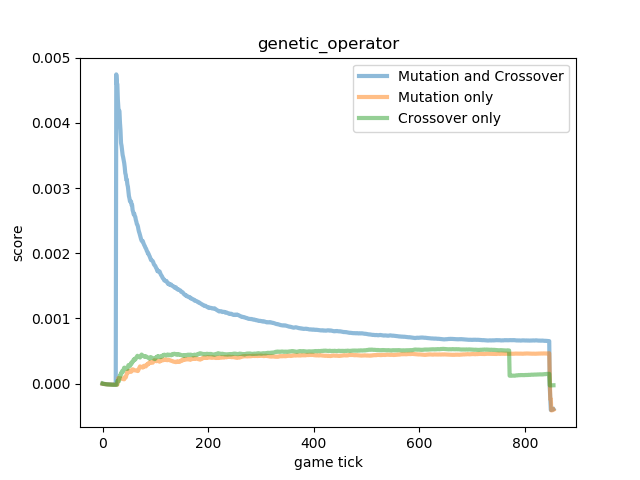 genetic_operator
Mutation and Crossover
Mutation only
Crossover only
score
0.005
0.004
0.003
0.002
0.001
0.000
0 200 400 600 800
game tick